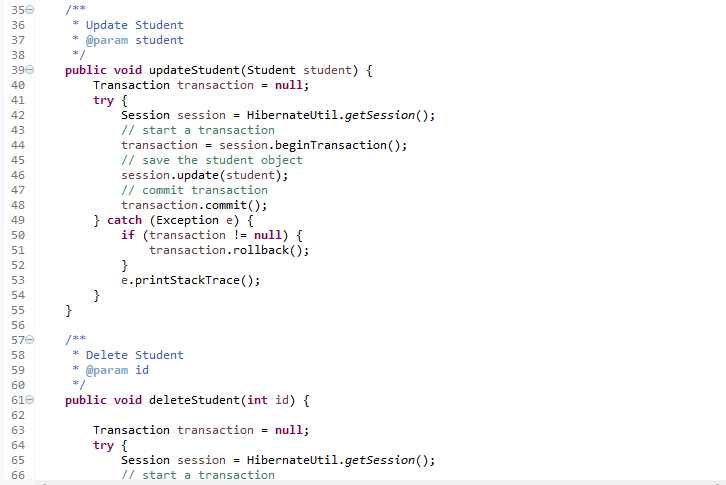 35 /**
36 * Update Student
37 * @param student
38 */
39 public void updateStudent(Student student) {
40 Transaction transaction = null;
41 try {
42 Session session = HibernateUtil.getSession();
43 // start a transaction
44 transaction = session.beginTransaction();
45 // save the student object
46 session.update(student);
47 // commit transaction
48 transaction.commit();
49 } catch (Exception e) {
50 if (transaction != null) {
51 transaction.rollback();
52 }
53 e.printStackTrace();
54 }
55 }
56
57 /**
58 * Delete Student
59 * @param id
60 */
61 public void deleteStudent(int id) {
62
63 Transaction transaction = null;
64 try {
65 Session session = HibernateUtil.getSession();
66 // start a transaction